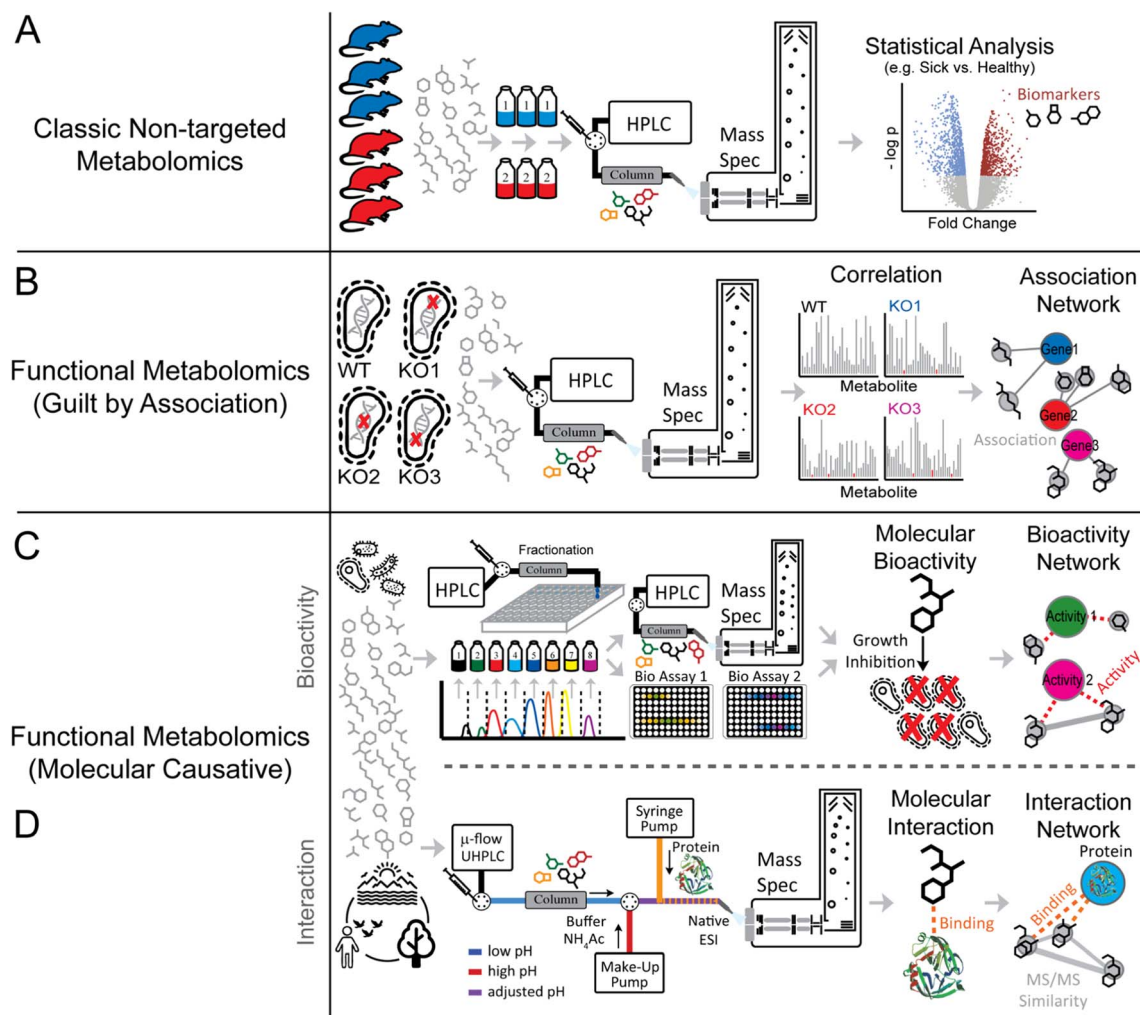 A
Classic Non-targeted
Metabolomics
1 1 1
2 2 2
HPLC
Column
Mass
Spec
Statistical Analysis
(e.g. Sick vs. Healthy)
Biomarkers
- log p
Fold Change
B
Functional Metabolomics
(Guilt by Association)
WT
KO1
KO2
KO3
HPLC
Column
Mass
Spec
Correlation
WT
KO1
Metabolite
KO2
KO3
Metabolite
Association
Network
Gene1
Gene2
Gene3
Association
C
Functional Metabolomics
(Molecular Causative)
Bioactivity
HPLC
Fractionation
Column
1 2 3 4 5 6 7 8
HPLC
Column
Mass
Spec
Bio Assay 1
Bio Assay 2
Molecular
Bioactivity
Growth
Inhibition
Bioactivity
Network
Activity 1
Activity 2
Activity
D
Interaction
μ-flow
UHPLC
Column
Buffer
NH4Ac
Make-Up
Pump
Syringe
Pump
Protein
Native
ESI
low pH
high pH
adjusted pH
Mass
Spec
Molecular
Interaction
Binding
Interaction
Network
Protein
Binding
MS/MS
Similarity